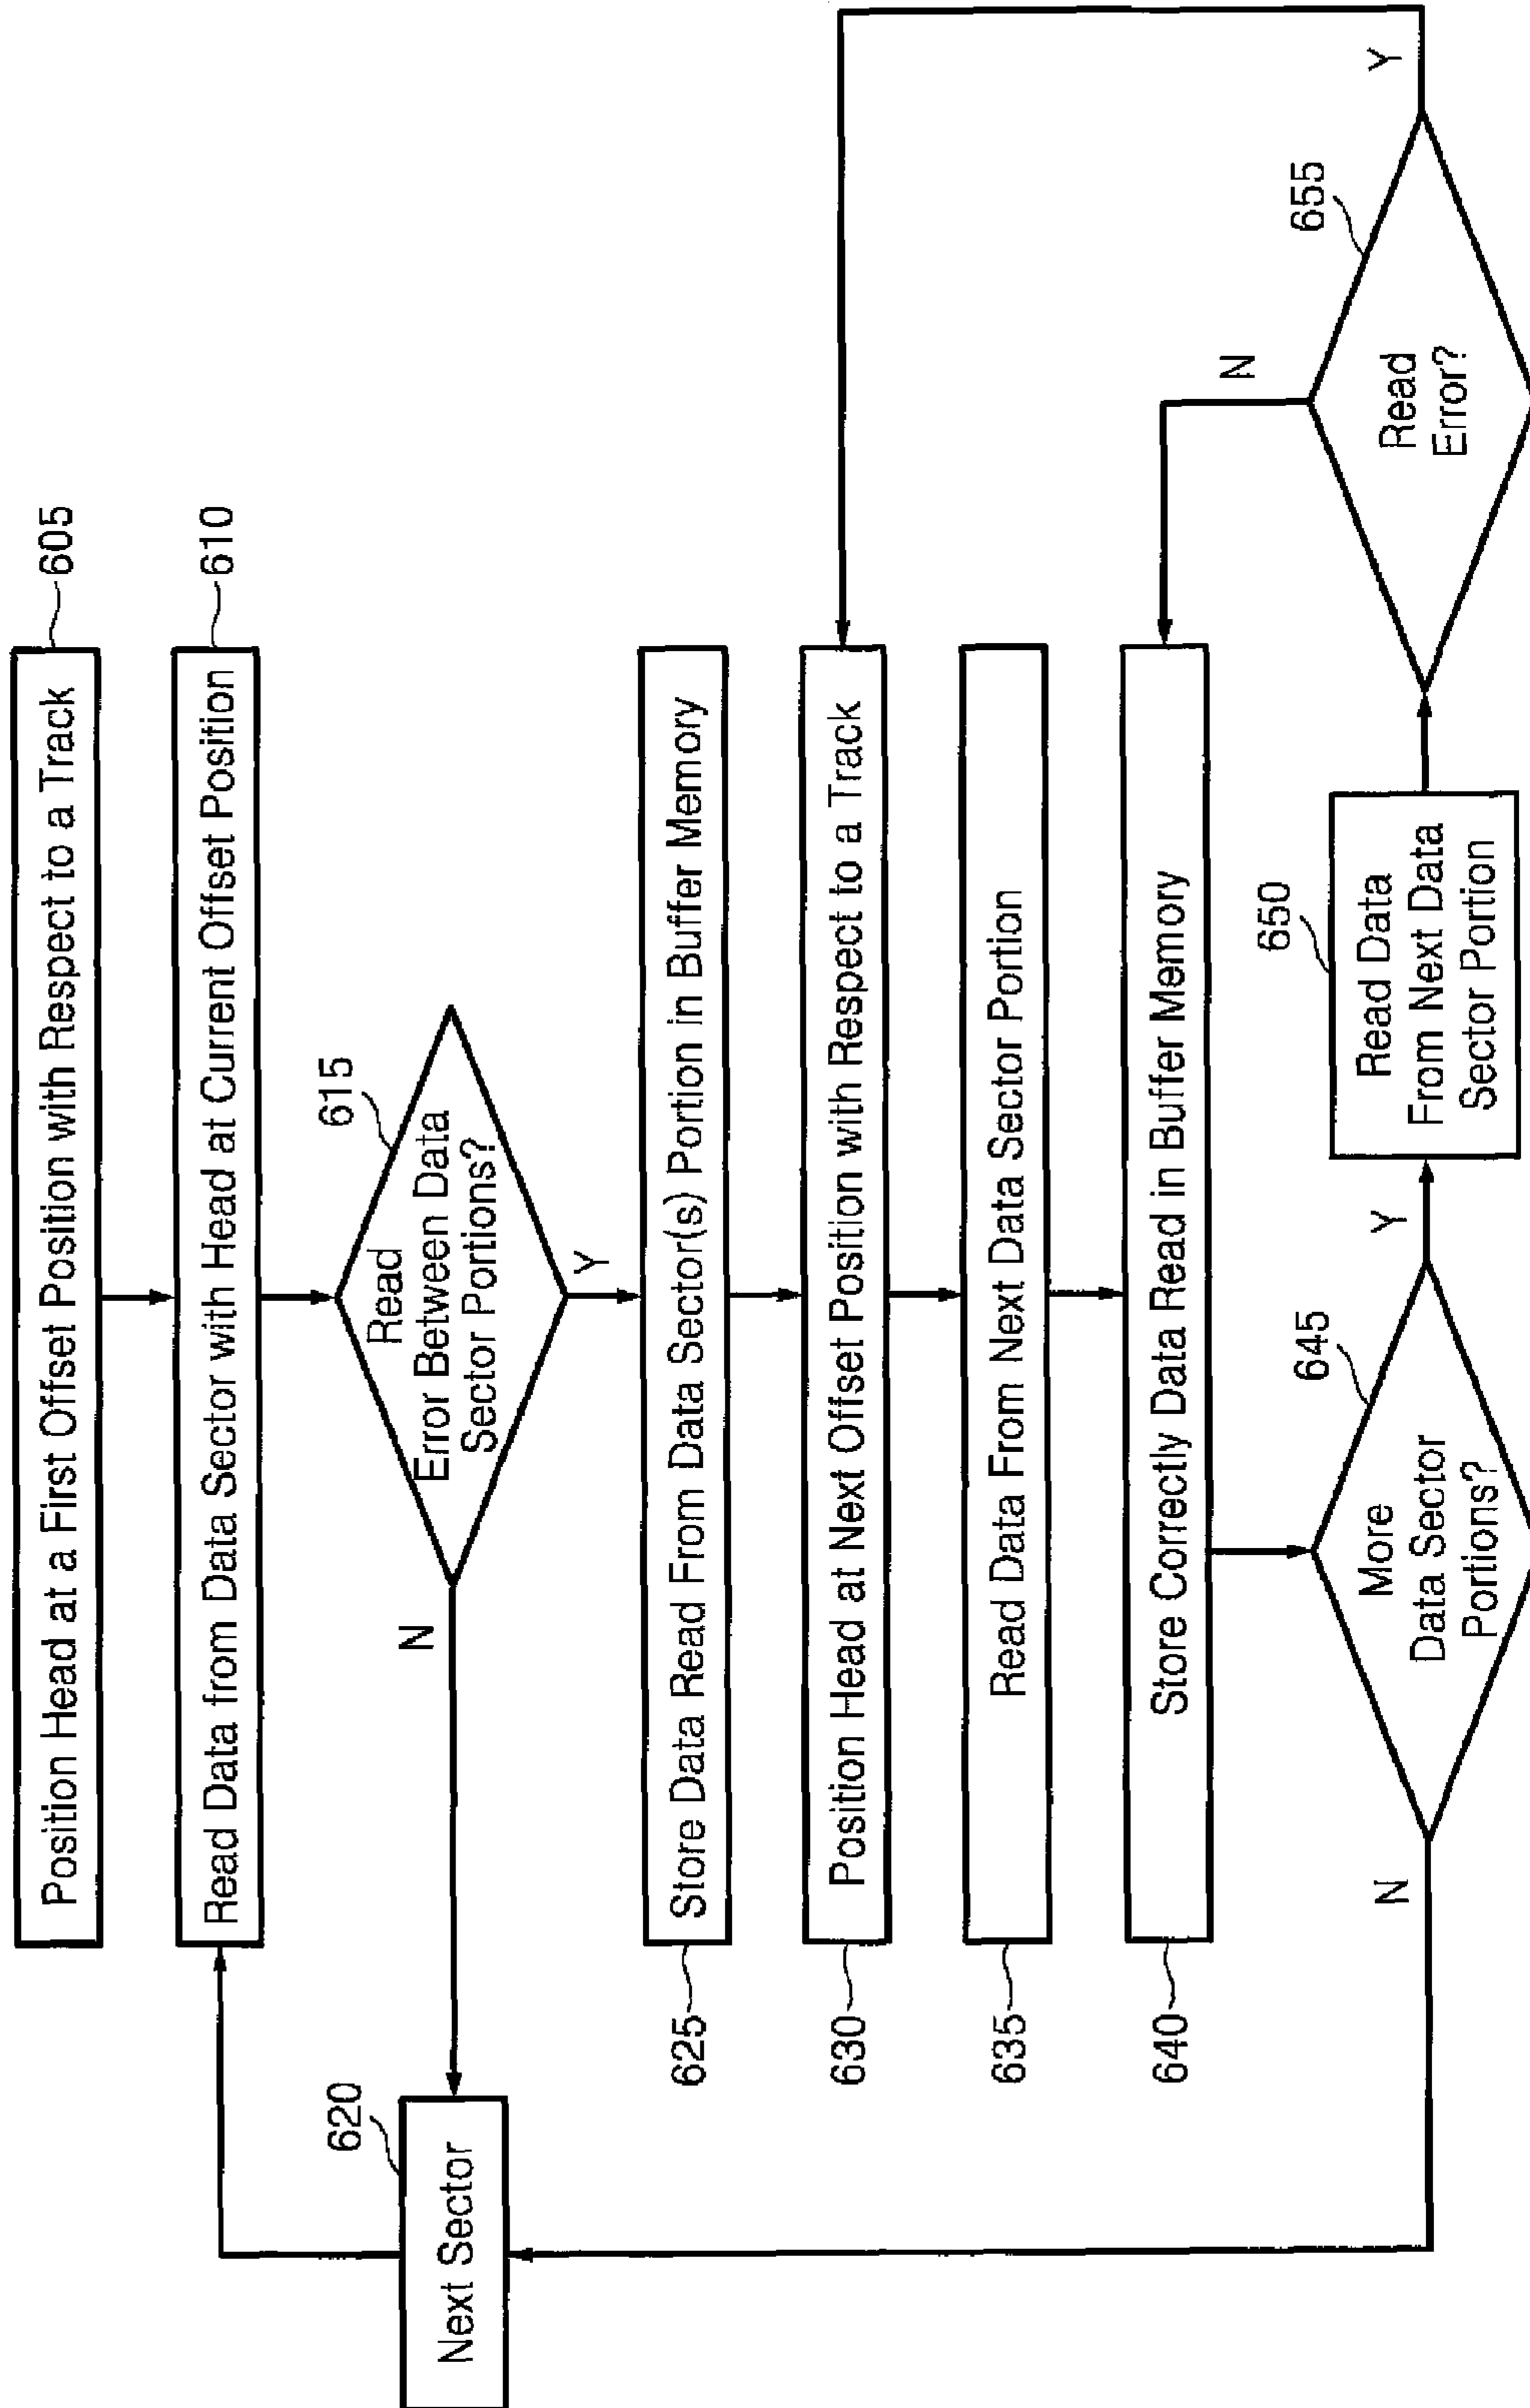 Position Head at a First Offset Position with Respect to a Track
605
Read Data from Data Sector with Head at Current Offset Position
610
615
Read
Error Between Data
Sector Portions?
N
Y
620
Next Sector
Store Data Read From Data Sector(s) Portion in Buffer Memory
625
Position Head at Next Offset Position with Respect to a Track
630
Read Data From Next Data Sector Portion
635
Store Correctly Data Read in Buffer Memory
640
645
More
Data Sector
Portions?
N
Y
650
Read Data
From Next Data
Sector Portion
655
Read
Error?
N
Y